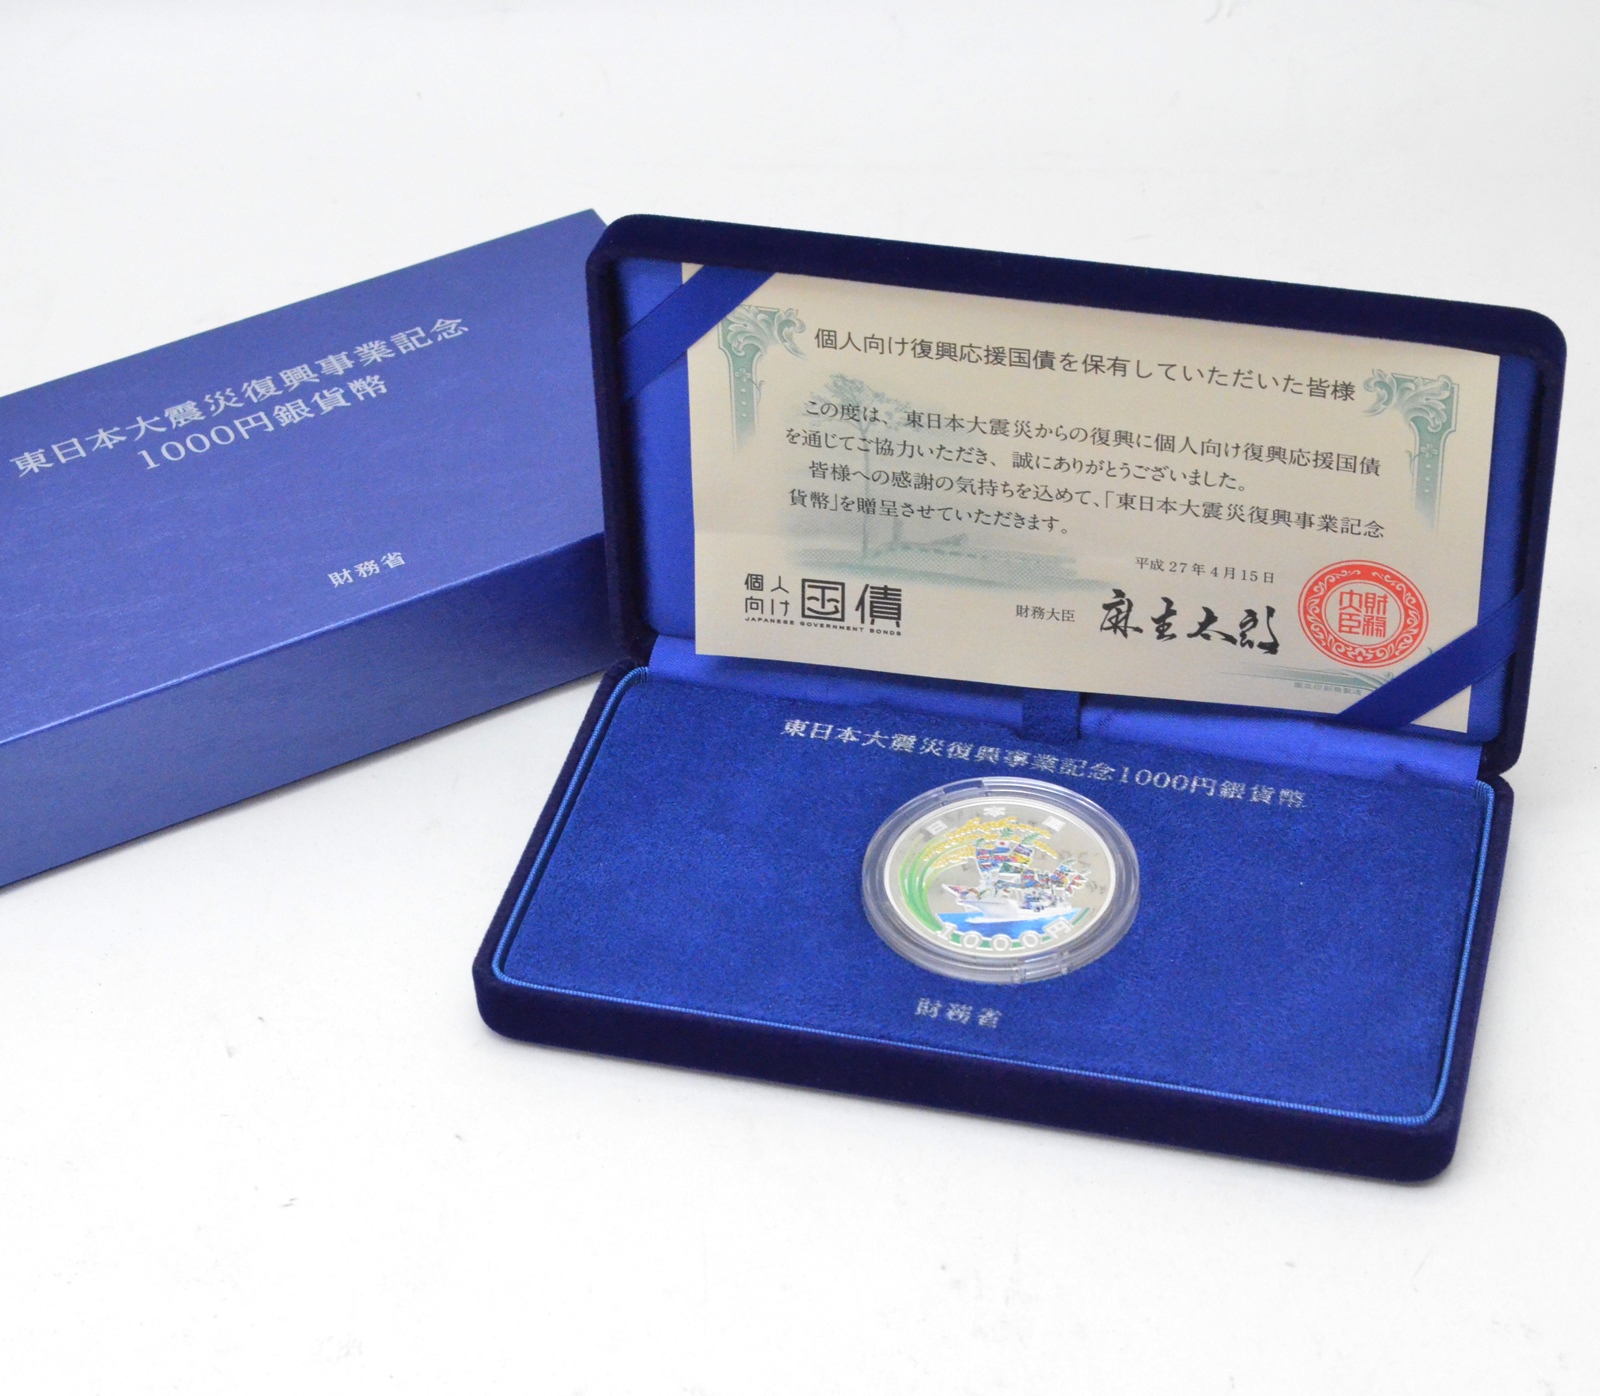 東日本大震災復興事業記念
1000円銀貨幣
財務省
個人向け復興応援国債を保有していただいた皆様
この度は、東日本大震災からの復興に個人向け復興応援国債
を通じてご協力いただき、誠にありがとうございました。
皆様への感謝の気持ちを込めて、「東日本大震災復興事業記念
貨幣」を贈呈させていただきます。
平成27年4月15日
個人
向け 国債
JAPANESE GOVERNMENT BONDS
財務大臣 麻生太郎
財務
大臣
東日本大震災復興事業記念1000円銀貨幣
日本国
1000円
財務省